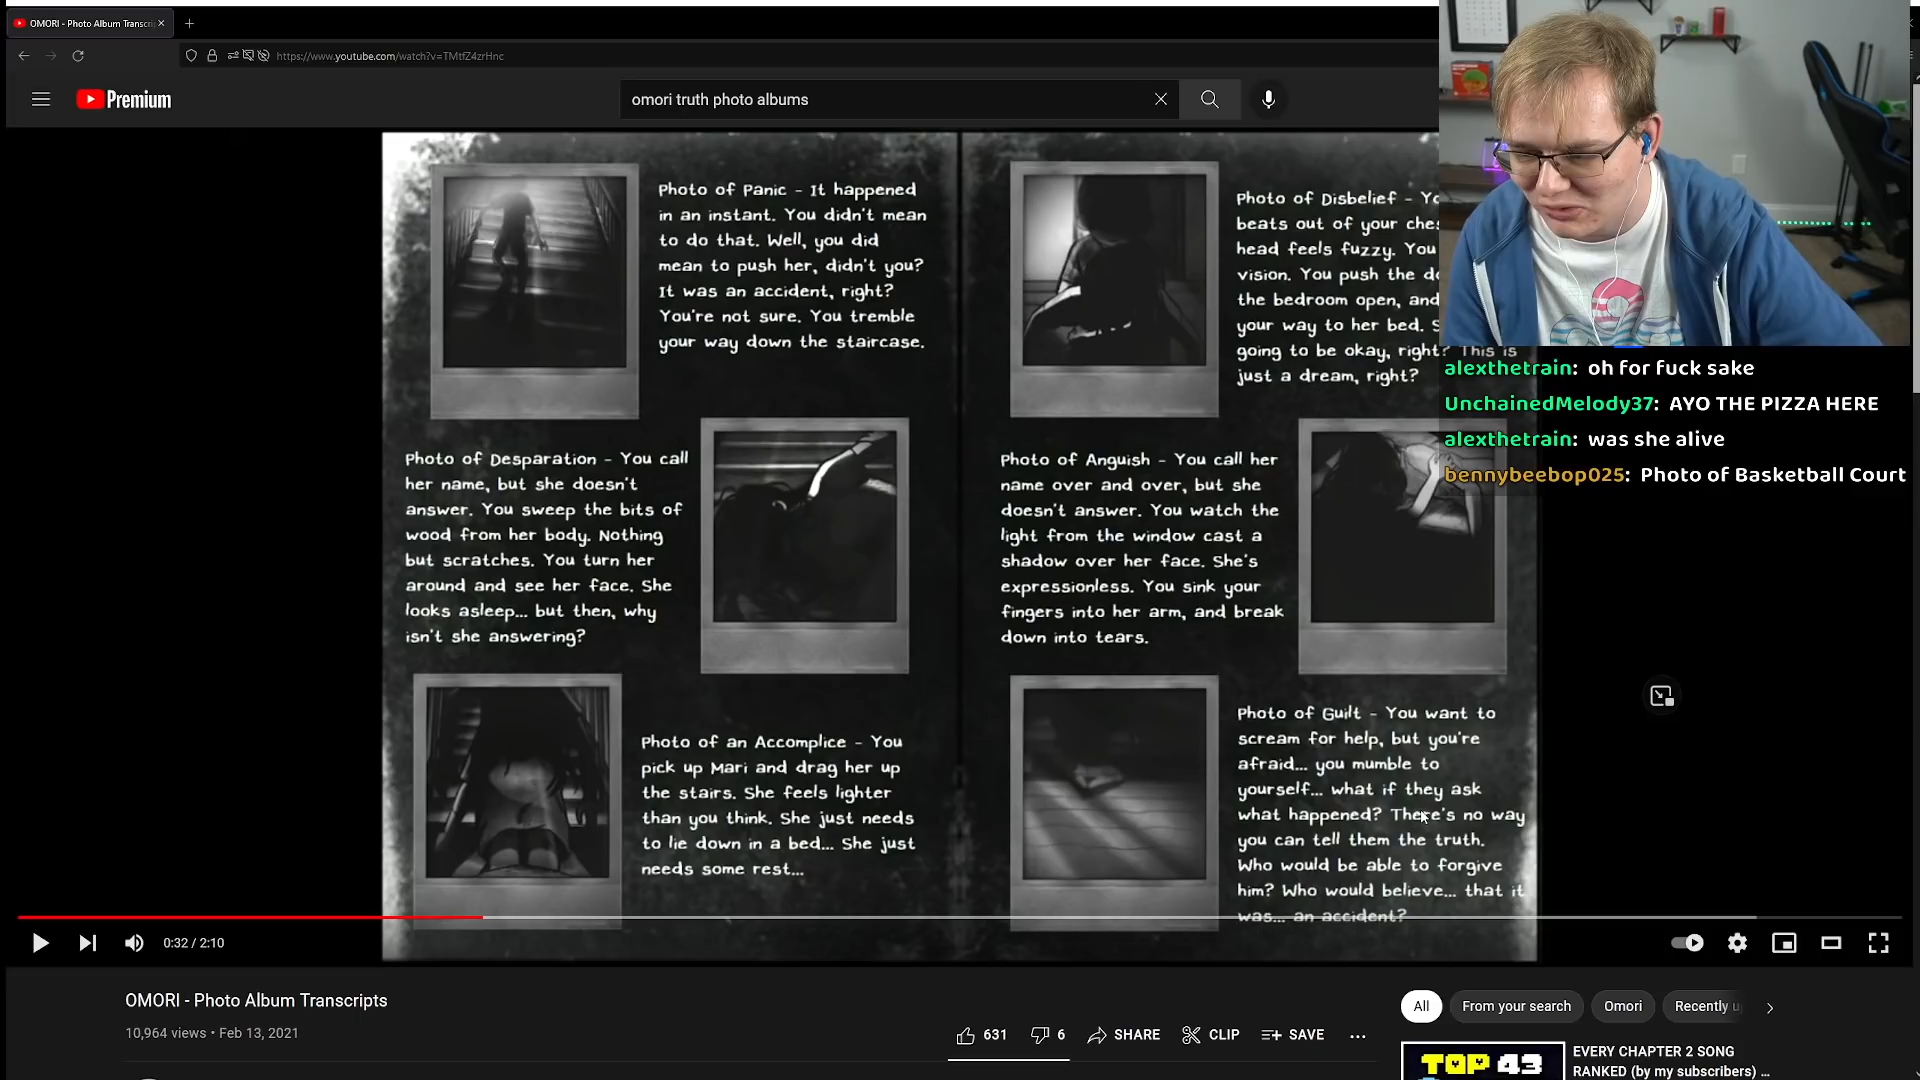 OMORI - Photo Album Transcri
https://www.youtube.com/watch?v=TMtfZ4zrHnc
Premium
omori truth photo albums
Photo of Panic - It happened
in an instant. You didn't mean
to do that. Well, you did
mean to push her, didn't you?
It was an accident, right?
You're not sure. You tremble
your way down the staircase.
Photo of Desparation - You call
her name, but she doesn't
answer. You sweep the bits of
wood from her body. Nothing
but scratches. You turn her
around and see her face. She
looks asleep... but then, why
isn't she answering?
Photo of an Accomplice - You
pick up Mari and drag her up
the stairs. She feels lighter
than you think. She just needs
to lie down in a bed... She just
needs some rest...
Photo of Disbelief - Yo
beats out of your ches
head feels fuzzy. You
vision. You push the do
the bedroom open, and
your way to her bed. S
going to be okay, right? This is
just a dream, right?
Photo of Anguish - You call her
name over and over, but she
doesn't answer. You watch the
light from the window cast a
shadow over her face. She's
expressionless. You sink your
fingers into her arm, and break
down into tears.
Photo of Guilt - You want to
scream for help, but you're
afraid... you mumble to
yourself... what if they ask
what happened? There's no way
you can tell them the truth.
Who would be able to forgive
him? Who would believe... that it
was... an accident?
alexthetrain: oh for fuck sake
UnchainedMelody37: AYO THE PIZZA HERE
alexthetrain: was she alive
bennybeebop025: Photo of Basketball Court
0:32 / 2:10
OMORI - Photo Album Transcripts
10,964 views • Feb 13, 2021
631
6
SHARE
CLIP
SAVE
All
From your search
Omori
Recently u
TOP 43
EVERY CHAPTER 2 SONG
RANKED (by my subscribers) ...